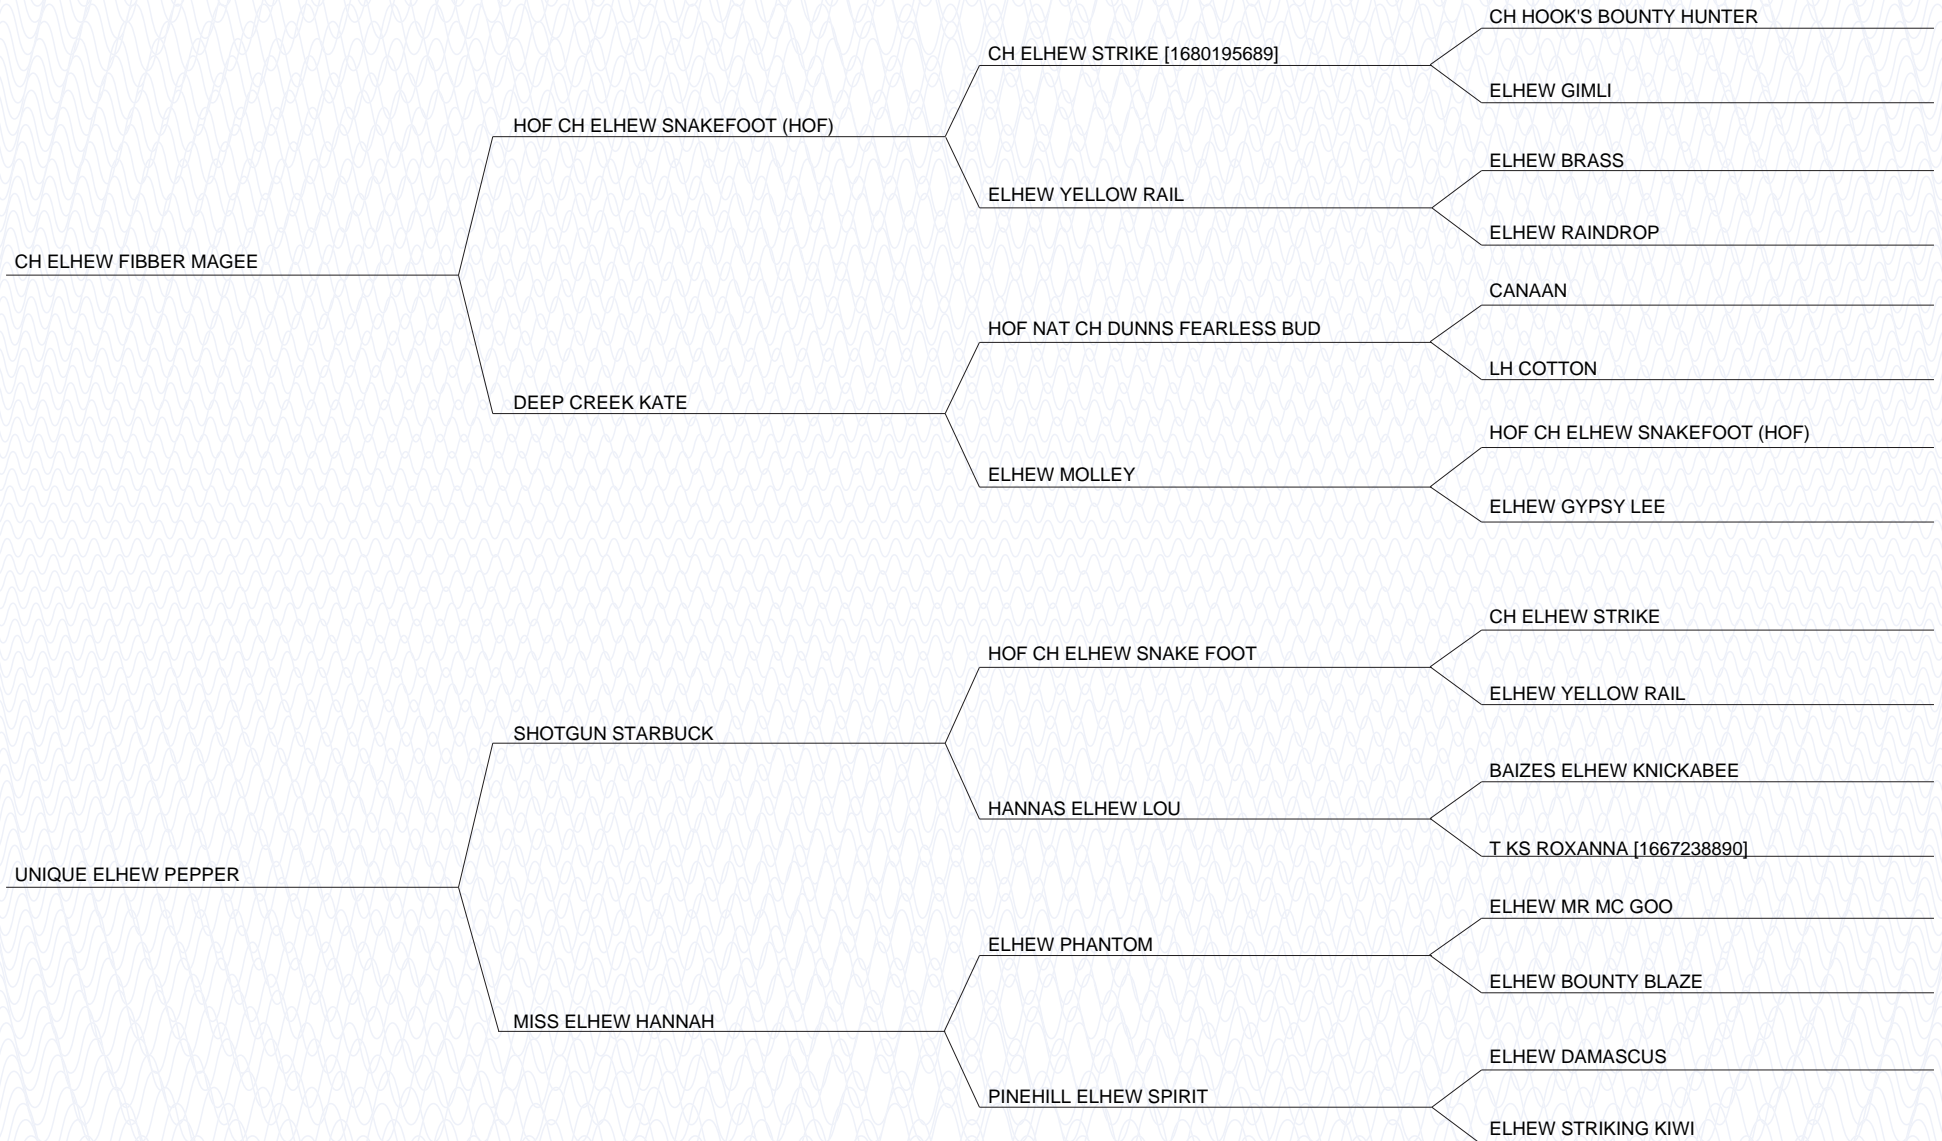 CH HOOK'S BOUNTY HUNTER
CH ELHEW STRIKE [1680195689]
ELHEW GIMLI
HOF CH ELHEW SNAKEFOOT (HOF)
ELHEW BRASS
ELHEW YELLOW RAIL
ELHEW RAINDROP
CH ELHEW FIBBER MAGEE
CANAAN
HOF NAT CH DUNNS FEARLESS BUD
LH COTTON
DEEP CREEK KATE
HOF CH ELHEW SNAKEFOOT (HOF)
ELHEW MOLLEY
ELHEW GYPSY LEE
CH ELHEW STRIKE
HOF CH ELHEW SNAKE FOOT
ELHEW YELLOW RAIL
SHOTGUN STARBUCK
BAIZES ELHEW KNICKABEE
HANNAS ELHEW LOU
T KS ROXANNA [1667238890]
UNIQUE ELHEW PEPPER
ELHEW MR MC GOO
ELHEW PHANTOM
ELHEW BOUNTY BLAZE
MISS ELHEW HANNAH
ELHEW DAMASCUS
PINEHILL ELHEW SPIRIT
ELHEW STRIKING KIWI